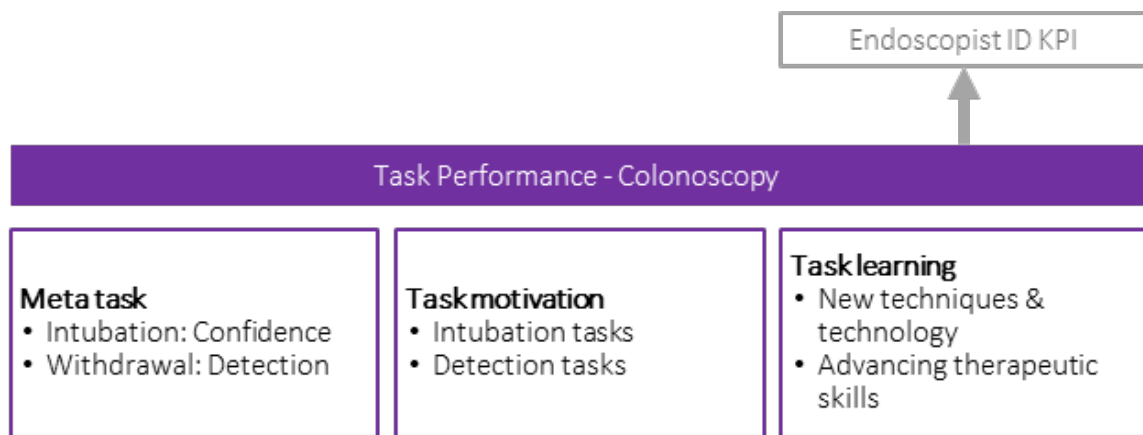 Endoscopist ID KPI
Task Performance - Colonoscopy
Meta task
• Intubation: Confidence
• Withdrawal: Detection
Task motivation
• Intubation tasks
• Detection tasks
Task learning
• New techniques &
technology
• Advancing therapeutic
skills